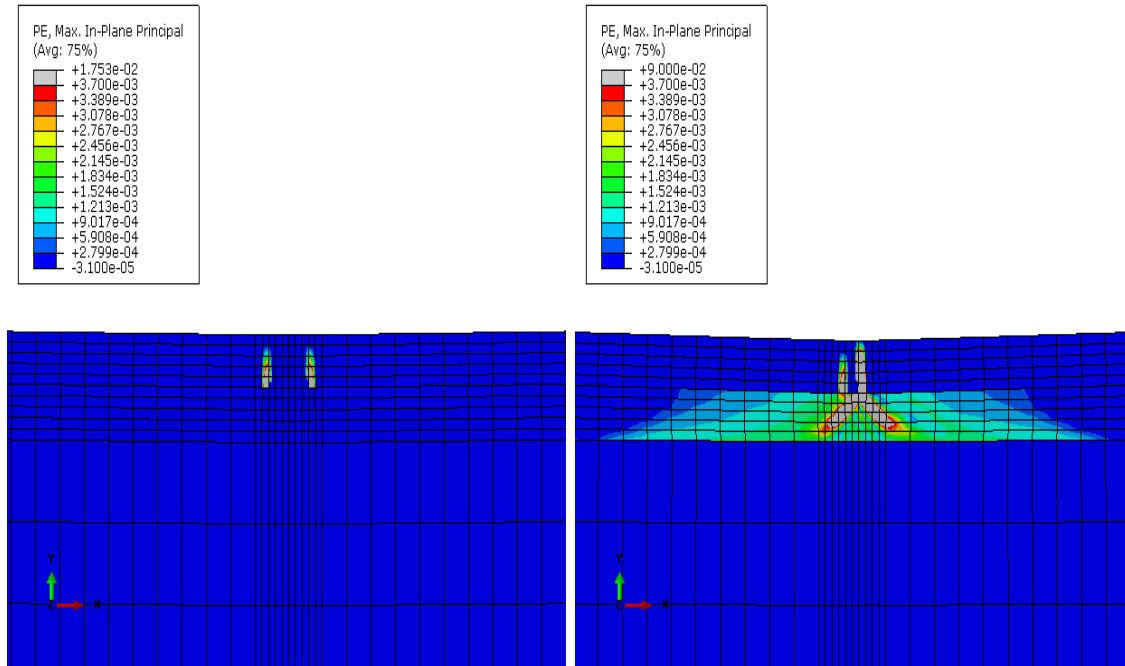 PE, Max. In-Plane Principal
(Avg: 75%)
+1.753e-02
+3.700e-03
+3.389e-03
+3.078e-03
+2.767e-03
+2.456e-03
+2.145e-03
+1.834e-03
+1.524e-03
+1.213e-03
+9.017e-04
+5.908e-04
+2.799e-04
-3.100e-05
PE, Max. In-Plane Principal
(Avg: 75%)
+9.000e-02
+3.700e-03
+3.389e-03
+3.078e-03
+2.767e-03
+2.456e-03
+2.145e-03
+1.834e-03
+1.524e-03
+1.213e-03
+9.017e-04
+5.908e-04
+2.799e-04
-3.100e-05
Y
Z X
Y
Z X